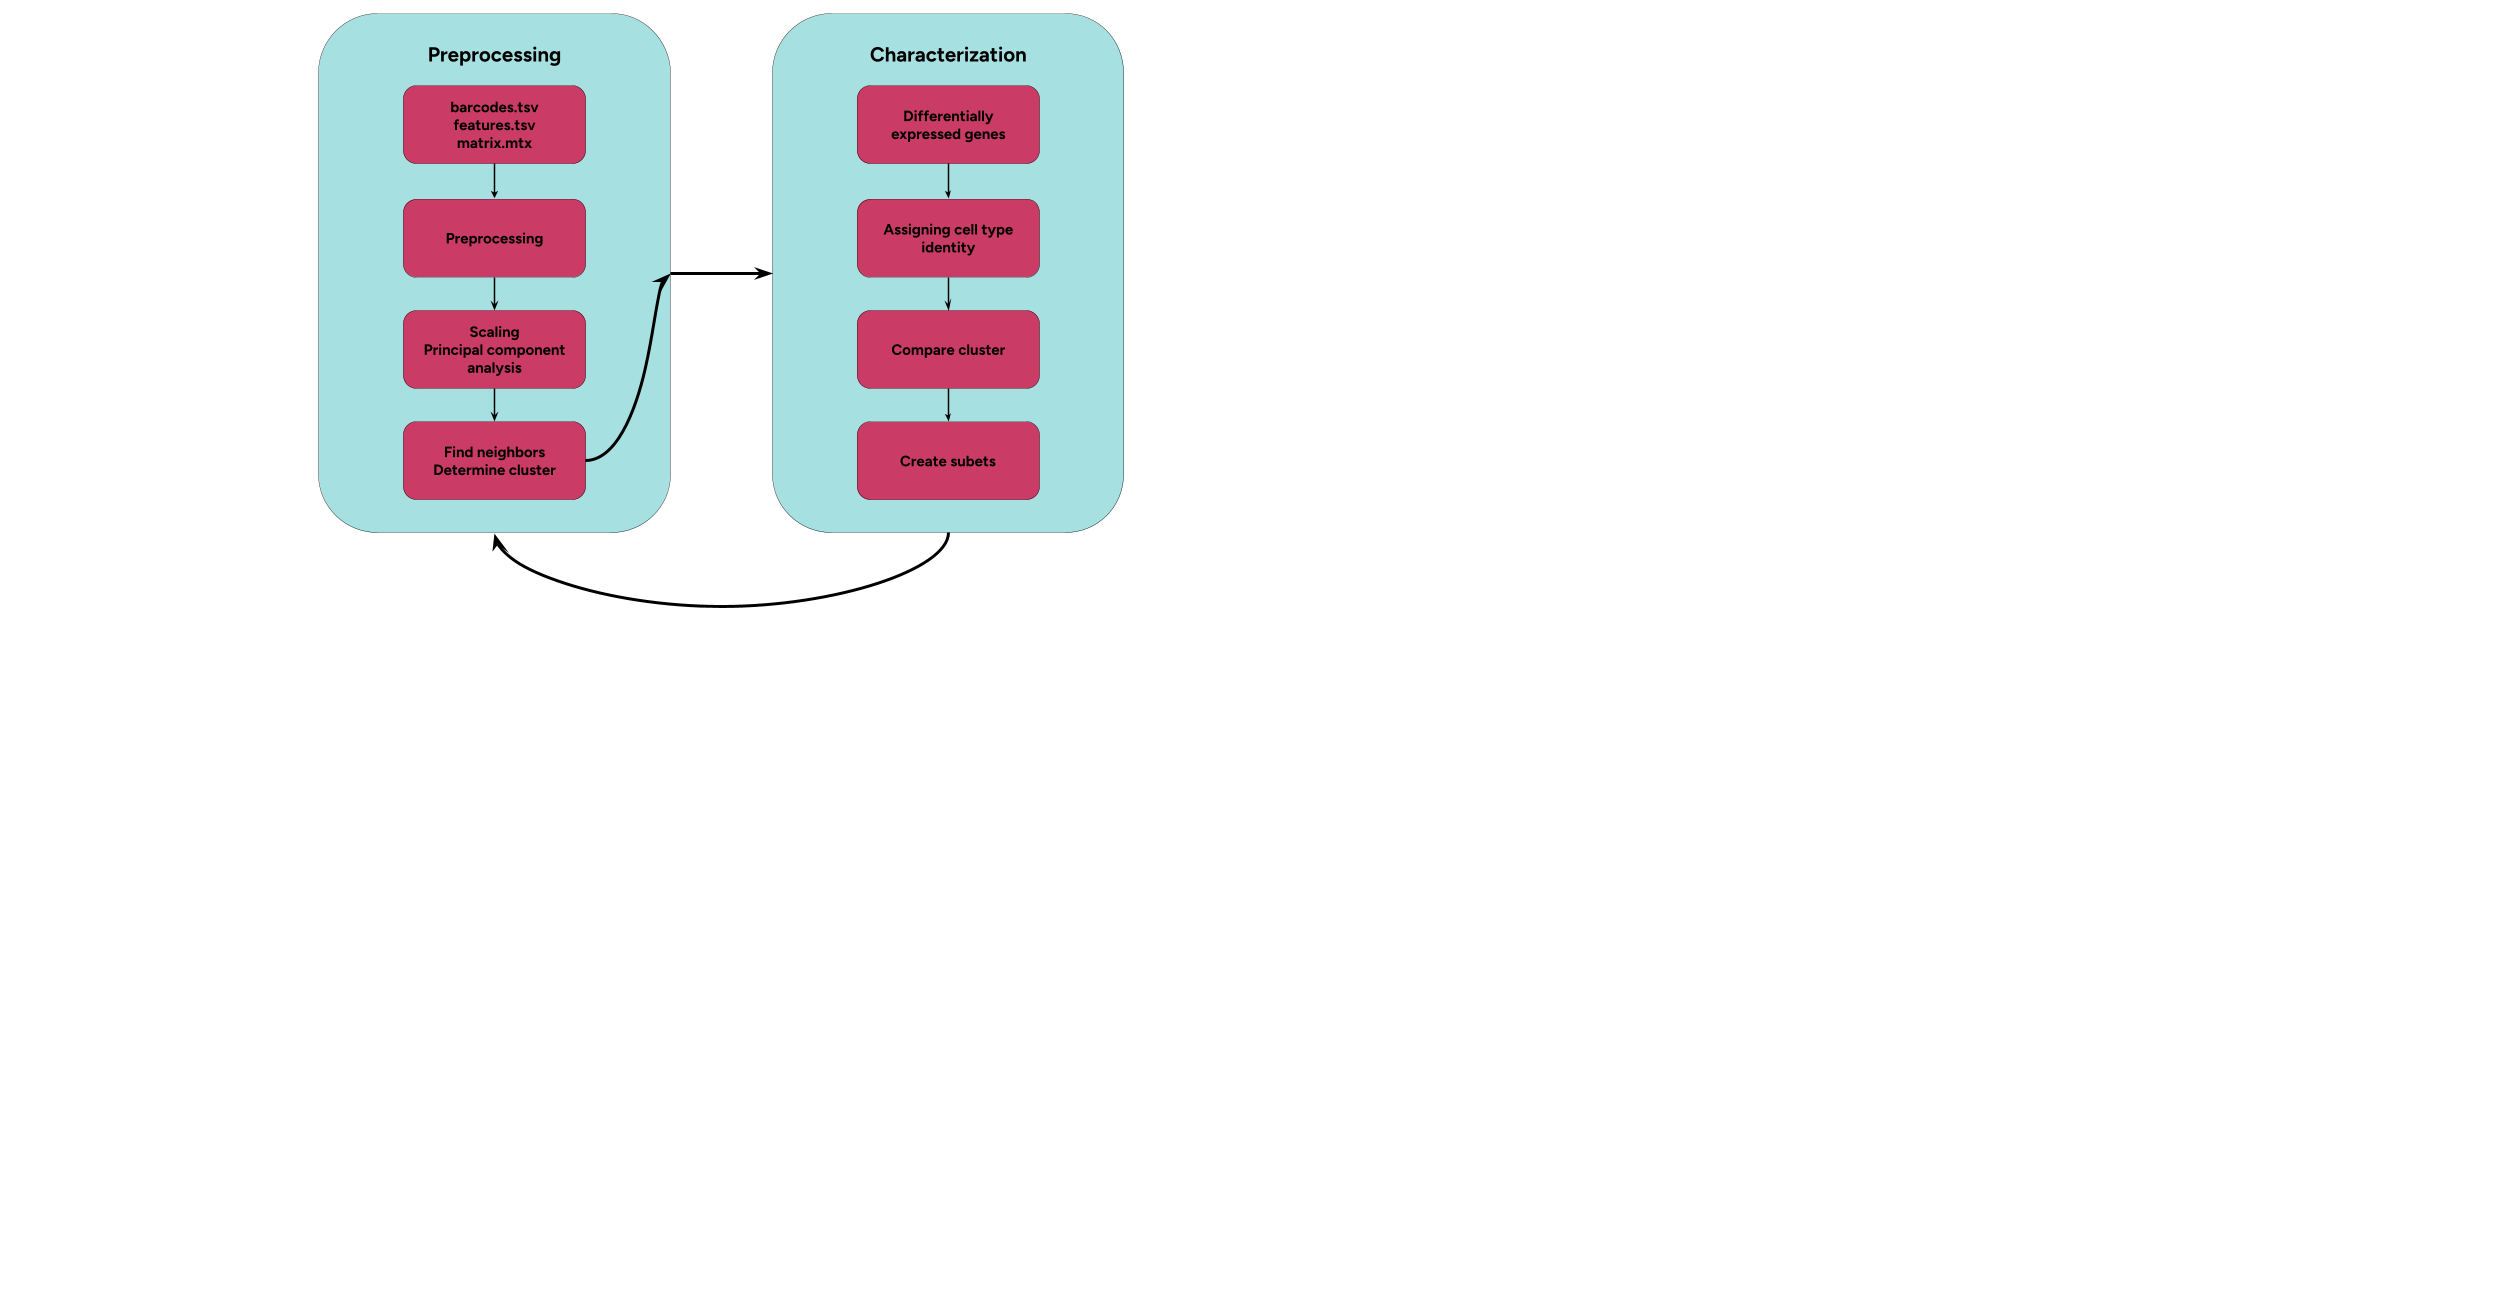 Preprocessing
barcodes.tsv
features.tsv
matrix.mtx
Preprocessing
Scaling
Principal component
analysis
Find neighbors
Determine cluster
Characterization
Differentially
expressed genes
Assigning cell type
identity
Compare cluster
Create subets